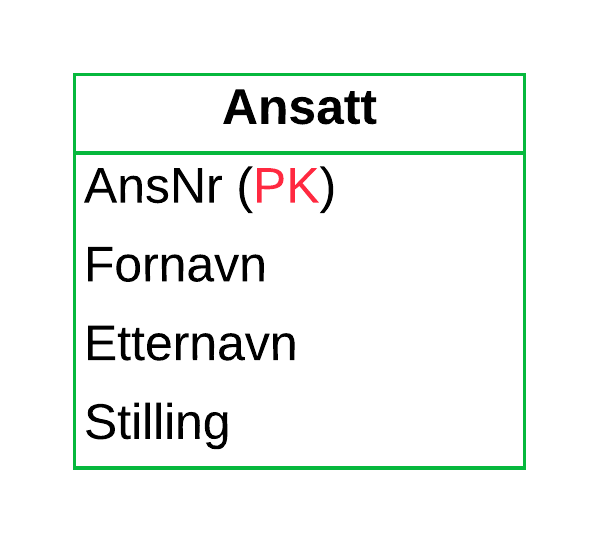 Ansatt
AnsNr (PK)
Fornavn
Etternavn
Stilling